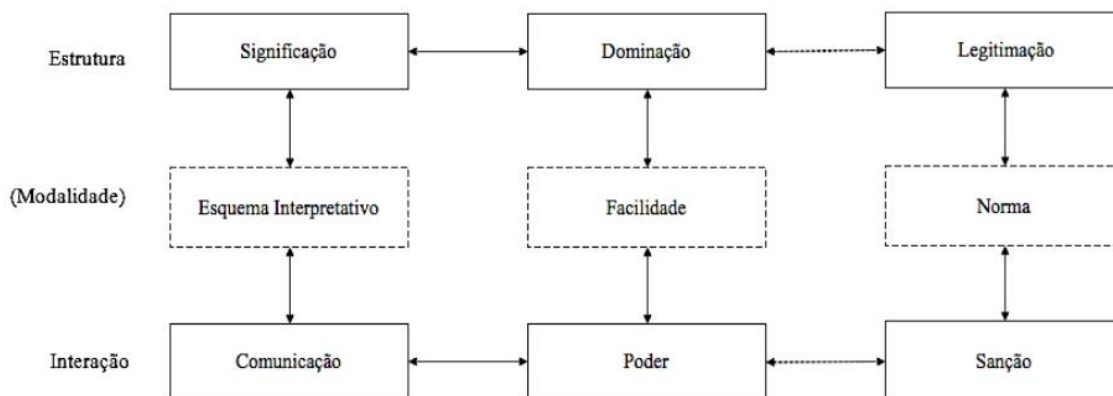 Estrutura Significação Dominação Legitimação
(Modalidade) Esquema Interpretativo Facilidade Norma
Interação Comunicação Poder Sanção